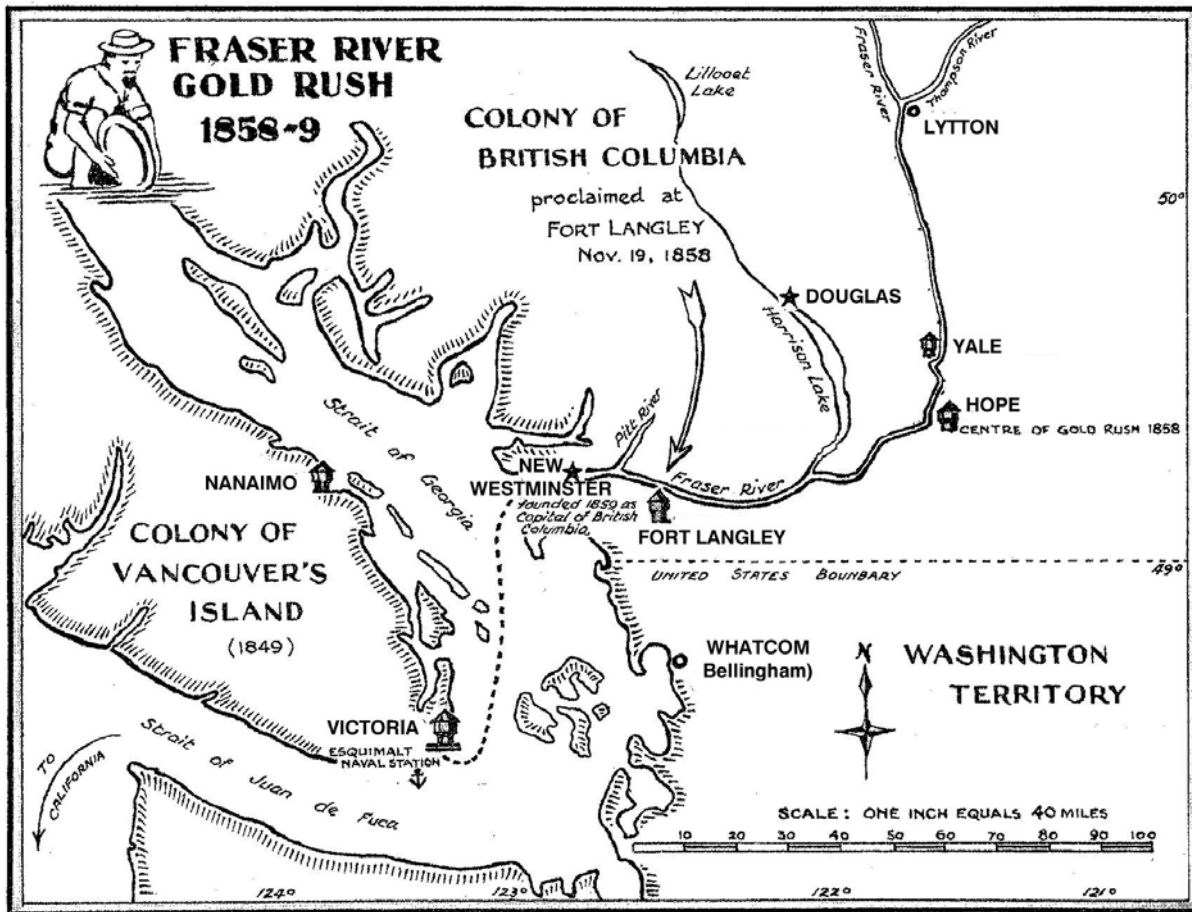 FRASER RIVER
GOLD RUSH
1858-9
COLONY OF
BRITISH COLUMBIA
proclaimed at
FORT LANGLEY
Nov. 19, 1858
Lillooet
Lake
Fraser River
Thompson River
LYTTON
50°
DOUGLAS
Harrison Lake
YALE
HOPE
CENTRE OF GOLD RUSH 1858
Pitt River
Strait of Georgia
NEW
WESTMINSTER
founded 1859 as
Capital of British
Columbia.
Fraser River
FORT LANGLEY
NANAIMO
COLONY OF
VANCOUVER'S
ISLAND
(1849)
UNITED STATES BOUNDARY
49°
WHATCOM
Bellingham)
N
WASHINGTON
TERRITORY
VICTORIA
ESQUIMALT
NAVAL STATION
Strait of Juan de Fuca
TO
CALIFORNIA
SCALE: ONE INCH EQUALS 40 MILES
10 20 30 40 50 60 70 80 90 100
124° 123° 122° 121°